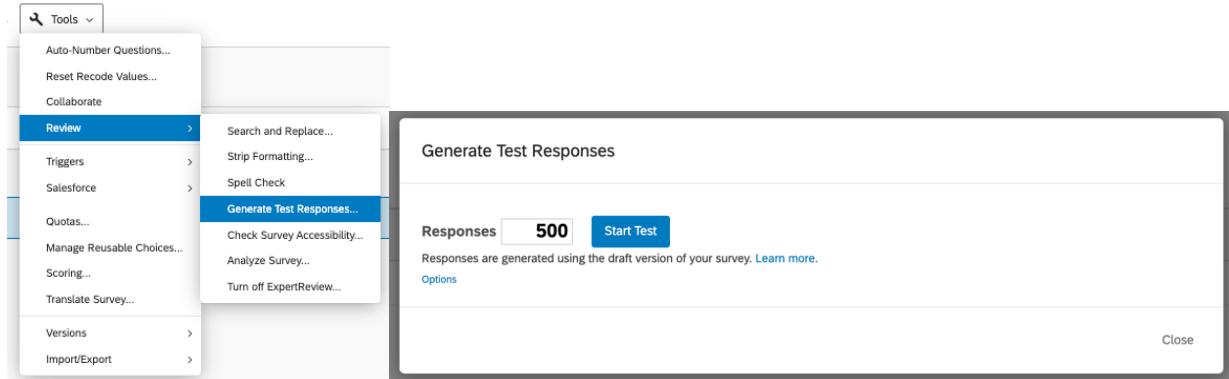 Tools
Auto-Number Questions...
Reset Recode Values...
Collaborate
Review
Triggers
Salesforce
Quotas...
Manage Reusable Choices...
Scoring...
Translate Survey...
Versions
Import/Export
Search and Replace...
Strip Formatting...
Spell Check
Generate Test Responses...
Check Survey Accessibility...
Analyze Survey...
Turn off ExpertReview...
Generate Test Responses
Responses 500 Start Test
Responses are generated using the draft version of your survey. Learn more.
Options
Close